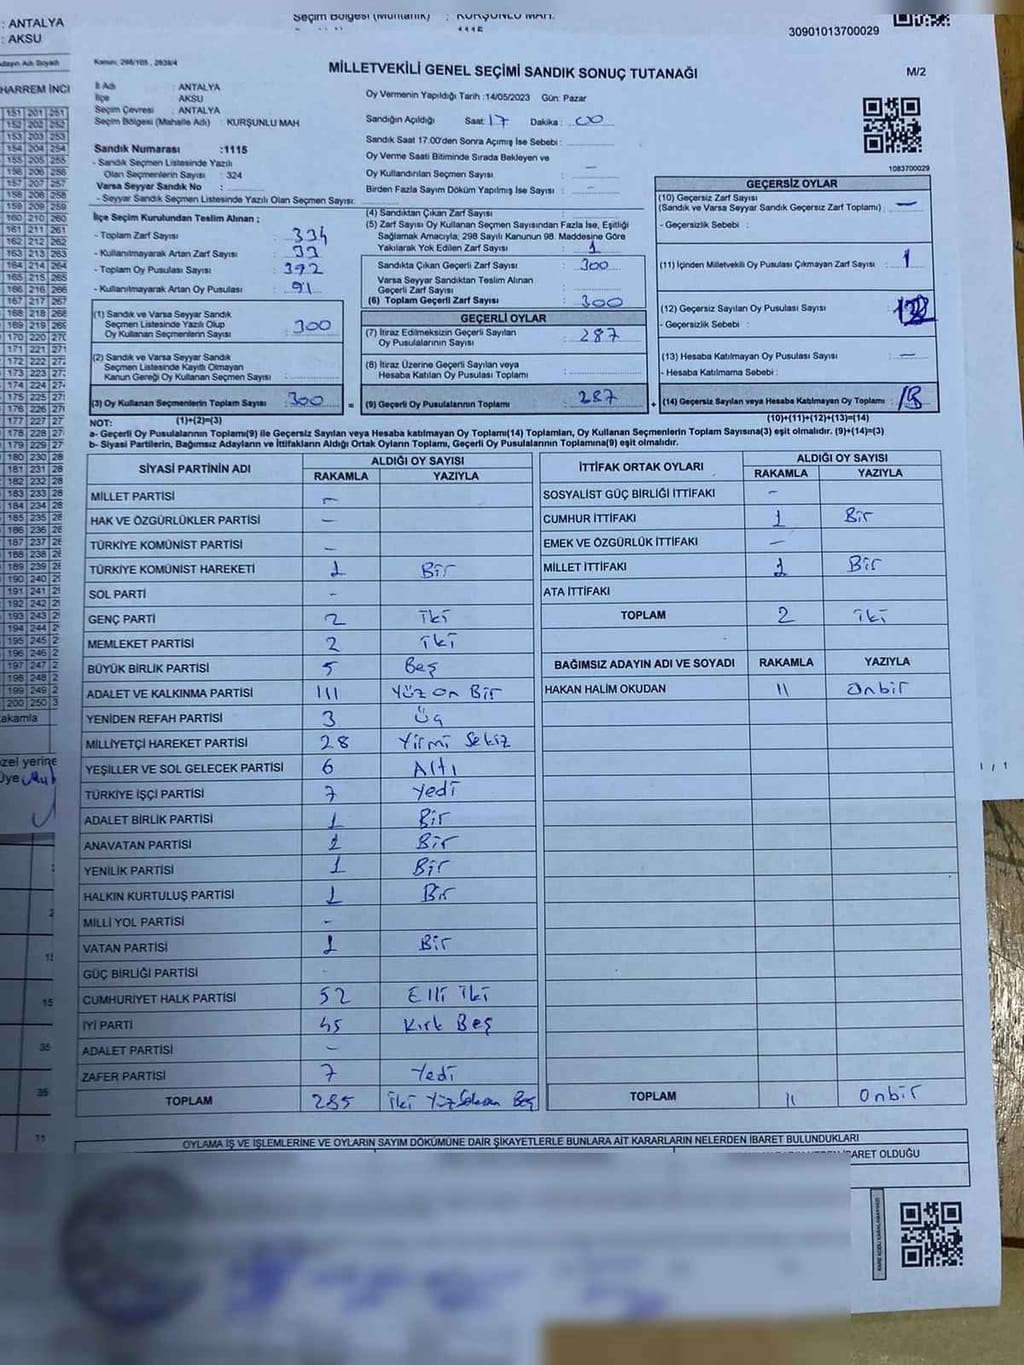 : ANTALYA
: AKSU
HARREM İNCİ
Seçim Bölgesi (Muhtarlık) : KURŞUNLU MAH.
30901013700029
Kanun, 298/105, 2839/4
MİLLETVEKİLİ GENEL SEÇİMİ SANDIK SONUÇ TUTANAĞI
M/2
İl Adı : ANTALYA
İlçe : AKSU
Seçim Çevresi : ANTALYA
Seçim Bölgesi (Mahalle Adı) : KURŞUNLU MAH
Oy Vermenin Yapıldığı Tarih :14/05/2023 Gün: Pazar
Sandığın Açıldığı Saat: 17 Dakika : 00
Sandık Saat 17:00'den Sonra Açımış İse Sebebi :
Oy Verme Saati Bitiminde Sırada Bekleyen ve
Oy Kullandırılan Seçmen Sayısı : —
Birden Fazla Sayım Döküm Yapılmış İse Sayısı : -
1083700029
Sandık Numarası :1115
- Sandık Seçmen Listesinde Yazılı
Olan Seçmenlerin Sayısı : 324
Varsa Seyyar Sandık No :
- Seyyar Sandık Seçmen Listesinde Yazılı Olan Seçmen Sayısı:
İlçe Seçim Kurulundan Teslim Alınan ;
- Toplam Zarf Sayısı : 334
- Kullanılmayarak Artan Zarf Sayısı : 33
- Toplam Oy Pusulası Sayısı : 392
- Kullanılmayarak Artan Oy Pusulası : 91
(1) Sandık ve Varsa Seyyar Sandık
Seçmen Listesinde Yazılı Olup
Oy Kullanan Seçmenlerin Sayısı : 300
(2) Sandık ve Varsa Seyyar Sandık
Seçmen Listesinde Kayıtlı Olmayan
Kanun Gereği Oy Kullanan Seçmen Sayısı :
(3) Oy Kullanan Seçmenlerin Toplam Sayısı : 300 =
(1)+(2)=(3)
(4) Sandıktan Çıkan Zarf Sayısı :
(5) Zarf Sayısı Oy Kullanan Seçmen Sayısından Fazla İse, Eşitliği
Sağlamak Amacıyla; 298 Sayılı Kanunun 98. Maddesine Göre
Yakılarak Yok Edilen Zarf Sayısı : 1
Sandıkta Çıkan Geçerli Zarf Sayısı : 300
Varsa Seyyar Sandıktan Teslim Alınan
Geçerli Zarf Sayısı :
(6) Toplam Geçerli Zarf Sayısı : 300
GEÇERLİ OYLAR
(7) İtiraz Edilmeksizin Geçerli Sayılan
Oy Pusulalarının Sayısı : 287
(8) İtiraz Üzerine Geçerli Sayılan veya
Hesaba Katılan Oy Pusulası Toplamı :
(9) Geçerli Oy Pusulalarının Toplamı : 287 +
GEÇERSİZ OYLAR
(10) Geçersiz Zarf Sayısı
(Sandık ve Varsa Seyyar Sandık Geçersiz Zarf Toplamı) : —
- Geçersizlik Sebebi :
(11) İçinden Milletvekili Oy Pusulası Çıkmayan Zarf Sayısı : 1
(12) Geçersiz Sayılan Oy Pusulası Sayısı :
- Geçersizlik Sebebi :
(13) Hesaba Katılmayan Oy Pusulası Sayısı : —
- Hesaba Katılmama Sebebi :
(14) Geçersiz Sayılan veya Hesaba Katılmayan Oy Toplamı : 13
(10)+(11)+(12)+(13)=(14)
NOT:
a- Geçerli Oy Pusulalarının Toplamı(9) ile Geçersiz Sayılan veya Hesaba katılmayan Oy Toplamı(14) Toplamları, Oy Kullanan Seçmenlerin Toplam Sayısına(3) eşit olmalıdır. (9)+(14)=(3)
b- Siyasi Partilerin, Bağımsız Adayların ve İttifakların Aldığı Ortak Oyların Toplamı, Geçerli Oy Pusulalarının Toplamına(9) eşit olmalıdır.
SİYASİ PARTİNİN ADI ALDIĞI OY SAYISI
RAKAMLA YAZIYLA
MİLLET PARTİSİ —
HAK VE ÖZGÜRLÜKLER PARTİSİ —
TÜRKİYE KOMÜNİST PARTİSİ —
TÜRKİYE KOMÜNİST HAREKETİ 1 Bir
SOL PARTİ -
GENÇ PARTİ 2 iki
MEMLEKET PARTİSİ 2 iki
BÜYÜK BİRLİK PARTİSİ 5 Beş
ADALET VE KALKINMA PARTİSİ 111 Yüz on Bir
YENİDEN REFAH PARTİSİ 3 Üç
MİLLİYETÇİ HAREKET PARTİSİ 28 Yirmi Sekiz
YEŞİLLER VE SOL GELECEK PARTİSİ 6 Altı
TÜRKİYE İŞÇİ PARTİSİ 7 Yedi
ADALET BİRLİK PARTİSİ 1 Bir
ANAVATAN PARTİSİ 1 Bir
YENİLİK PARTİSİ 1 Bir
HALKIN KURTULUŞ PARTİSİ 1 Bir
MİLLİ YOL PARTİSİ -
VATAN PARTİSİ 1 Bir
GÜÇ BİRLİĞİ PARTİSİ -
CUMHURİYET HALK PARTİSİ 52 Elli iki
İYİ PARTİ 45 Kırk Beş
ADALET PARTİSİ —
ZAFER PARTİSİ 7 Yedi
TOPLAM 285 iki Yüz Seksen Beş
İTTİFAK ORTAK OYLARI ALDIĞI OY SAYISI
RAKAMLA YAZIYLA
SOSYALİST GÜÇ BİRLİĞİ İTTİFAKI -
CUMHUR İTTİFAKI 1 Bir
EMEK VE ÖZGÜRLÜK İTTİFAKI —
MİLLET İTTİFAKI 1 Bir
ATA İTTİFAKI
TOPLAM 2 iki
BAĞIMSIZ ADAYIN ADI VE SOYADI RAKAMLA YAZIYLA
HAKAN HALİM OKUDAN 11 onbir
TOPLAM 11 onbir
1 / 1
OYLAMA İŞ VE İŞLEMLERİNE VE OYLARIN SAYIM DÖKÜMÜNE DAİR ŞİKAYETLERLE BUNLARA AİT KARARLARIN NELERDEN İBARET BULUNDUKLARI
BARET OLDUĞU